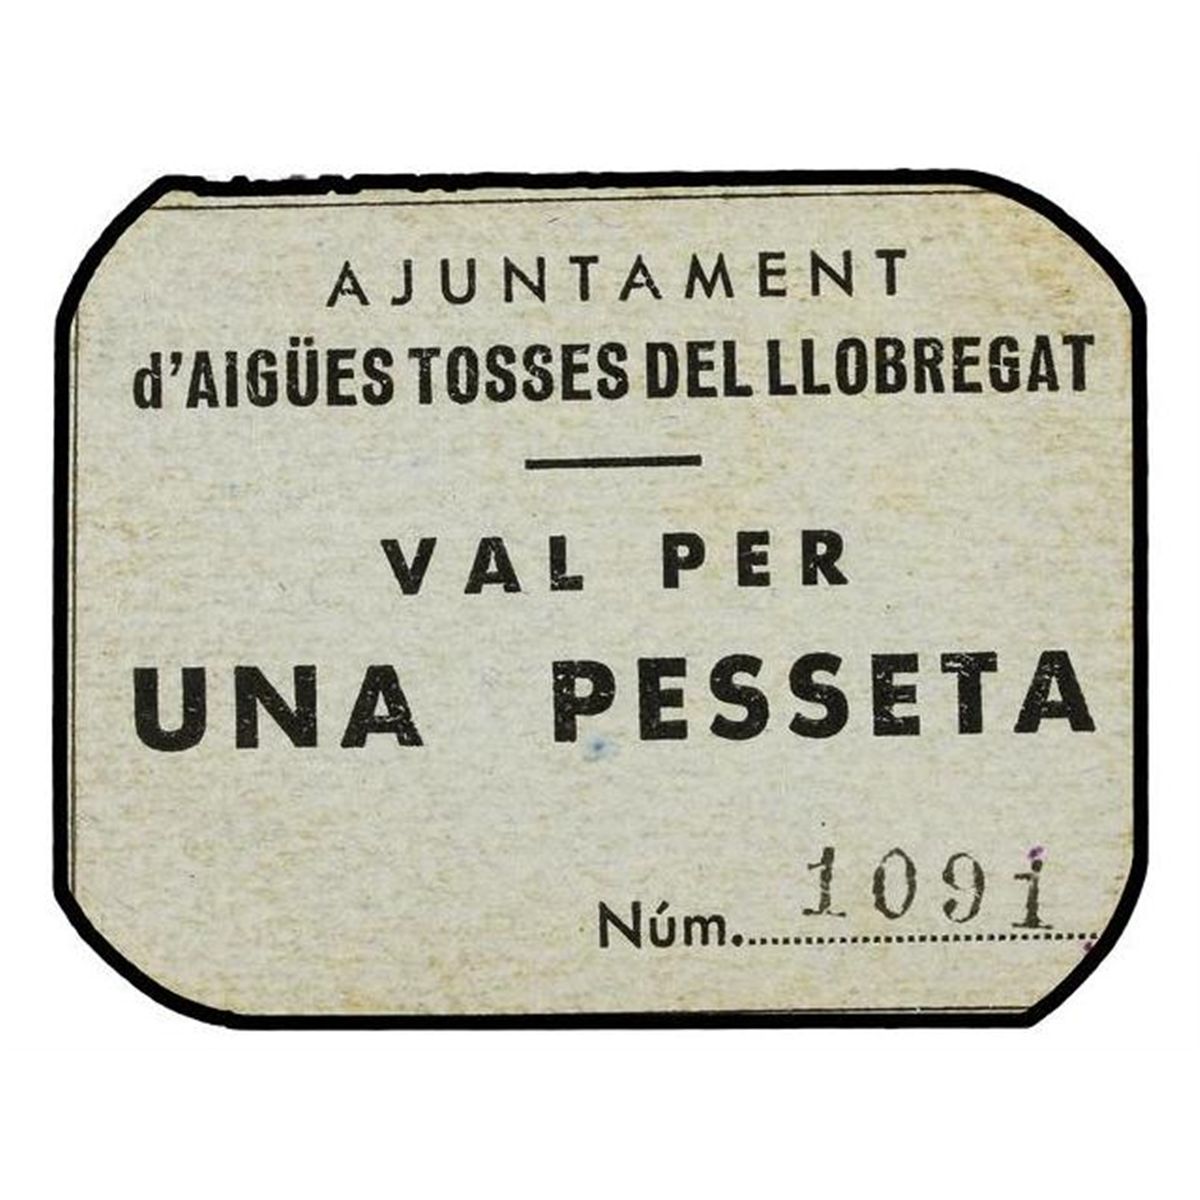 AJUNTAMENT
d'AIGÜES TOSSES DEL LLOBREGAT
VAL PER
UNA PESSETA
Núm. 1091